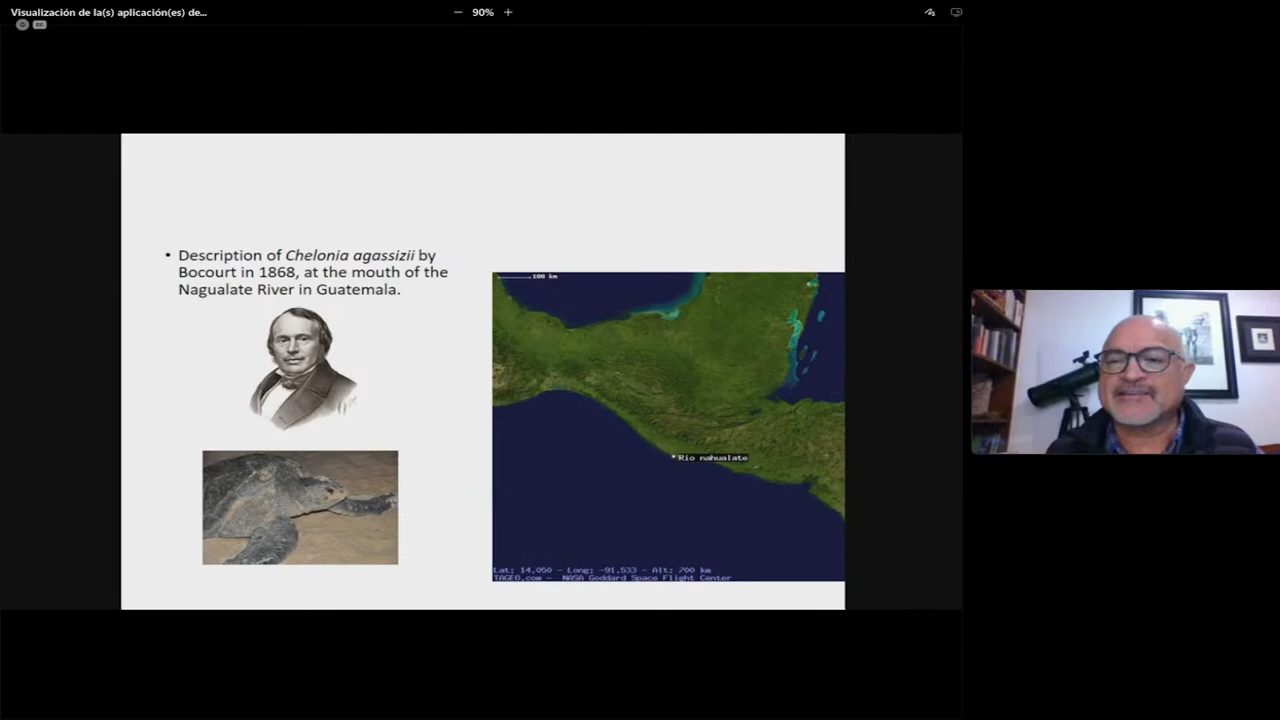 Visualización de la(s) aplicación(es) de...
90%
CC
• Description of Chelonia agassizii by
Bocourt in 1868, at the mouth of the
Nagualate River in Guatemala.
100 km
Rio nahualate
Lat: 14,050 - Long: -91,533 - Alt: 700 km
TAGEO.com - NASA Goddard Space Flight Center